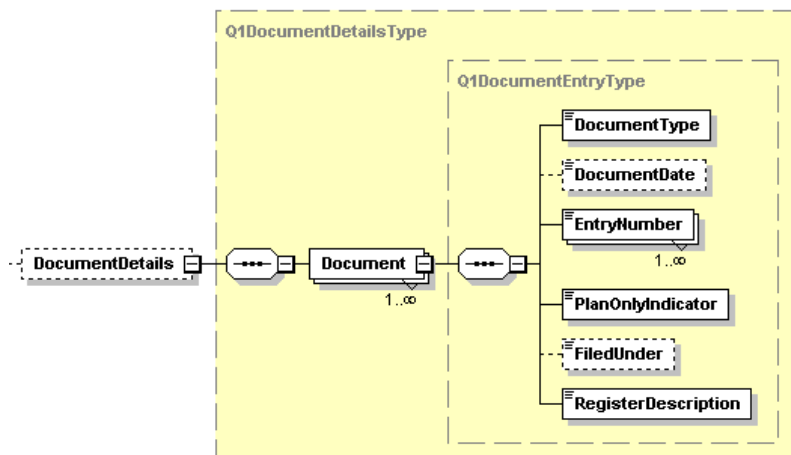 Q1DocumentDetailsType
Q1DocumentEntryType
DocumentType
DocumentDate
EntryNumber
1..∞
DocumentDetails
Document
1..∞
PlanOnlyIndicator
FiledUnder
RegisterDescription